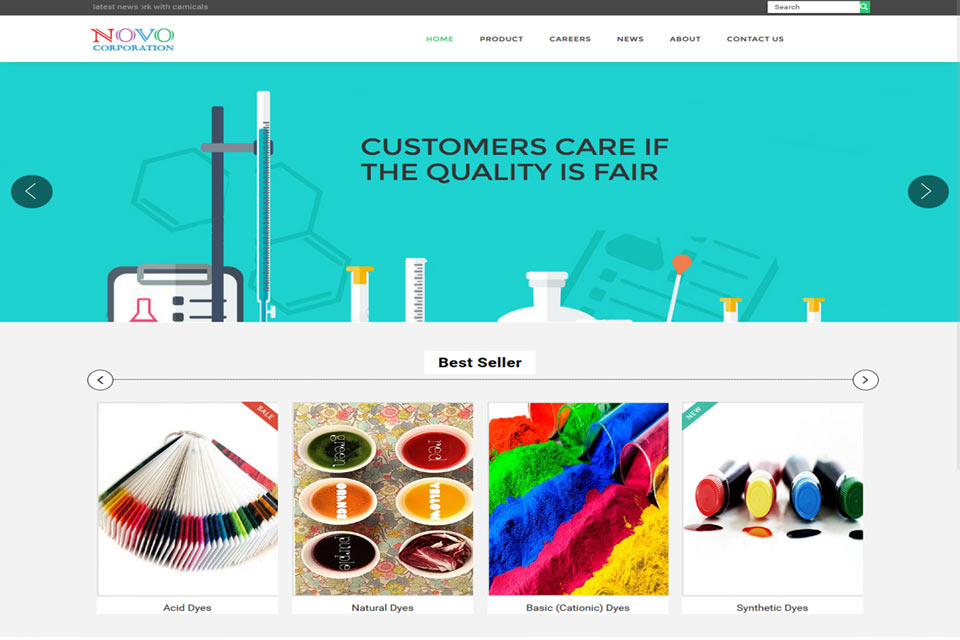 latest news ork with camicals
Search
NOVO
CORPORATION
HOME
PRODUCT
CAREERS
NEWS
ABOUT
CONTACT US
CUSTOMERS CARE IF
THE QUALITY IS FAIR
Best Seller
SALE
green
red
ORANGE
YELLOW
purple
NEW
Acid Dyes
Natural Dyes
Basic (Cationic) Dyes
Synthetic Dyes